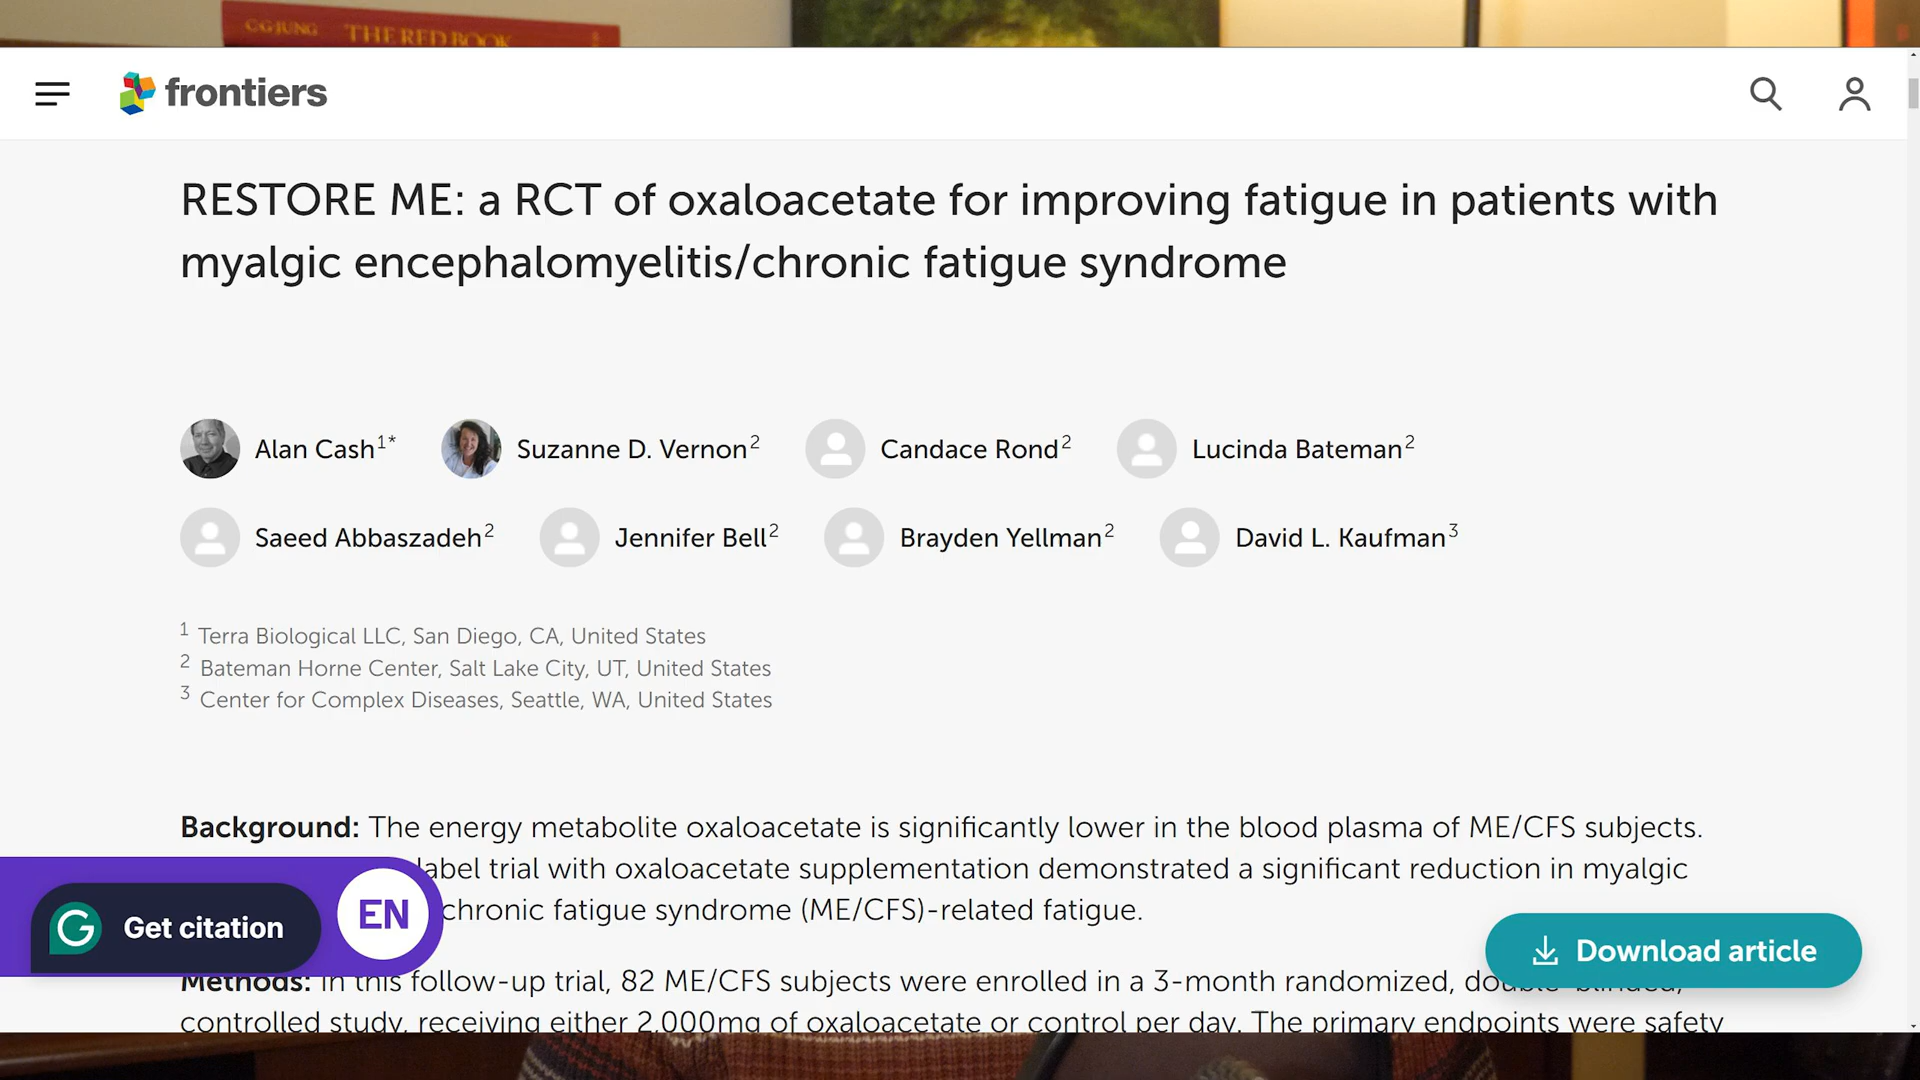 C.G. JUNG THE RED BOOK
frontiers
RESTORE ME: a RCT of oxaloacetate for improving fatigue in patients with
myalgic encephalomyelitis/chronic fatigue syndrome
Alan Cash1* Suzanne D. Vernon2 Candace Rond2 Lucinda Bateman2
Saeed Abbaszadeh2 Jennifer Bell2 Brayden Yellman2 David L. Kaufman3
1 Terra Biological LLC, San Diego, CA, United States
2 Bateman Horne Center, Salt Lake City, UT, United States
3 Center for Complex Diseases, Seattle, WA, United States
Background: The energy metabolite oxaloacetate is significantly lower in the blood plasma of ME/CFS subjects.
label trial with oxaloacetate supplementation demonstrated a significant reduction in myalgic
chronic fatigue syndrome (ME/CFS)-related fatigue.
Get citation
EN
Download article
Methods: In this follow-up trial, 82 ME/CFS subjects were enrolled in a 3-month randomized, double-blinded,
controlled study, receiving either 2,000mg of oxaloacetate or control per day. The primary endpoints were safety